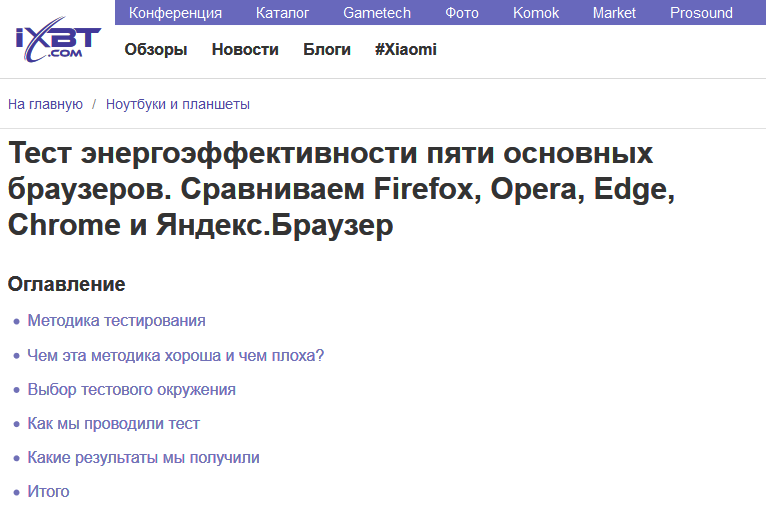 Конференция Каталог Gametech Фото Komok Market Prosound
iXBT
.COM
Обзоры Новости Блоги #Xiaomi
На главную / Ноутбуки и планшеты
Тест энергоэффективности пяти основных
браузеров. Сравниваем Firefox, Opera, Edge,
Chrome и Яндекс.Браузер
Оглавление
• Методика тестирования
• Чем эта методика хороша и чем плоха?
• Выбор тестового окружения
• Как мы проводили тест
• Какие результаты мы получили
• Итого